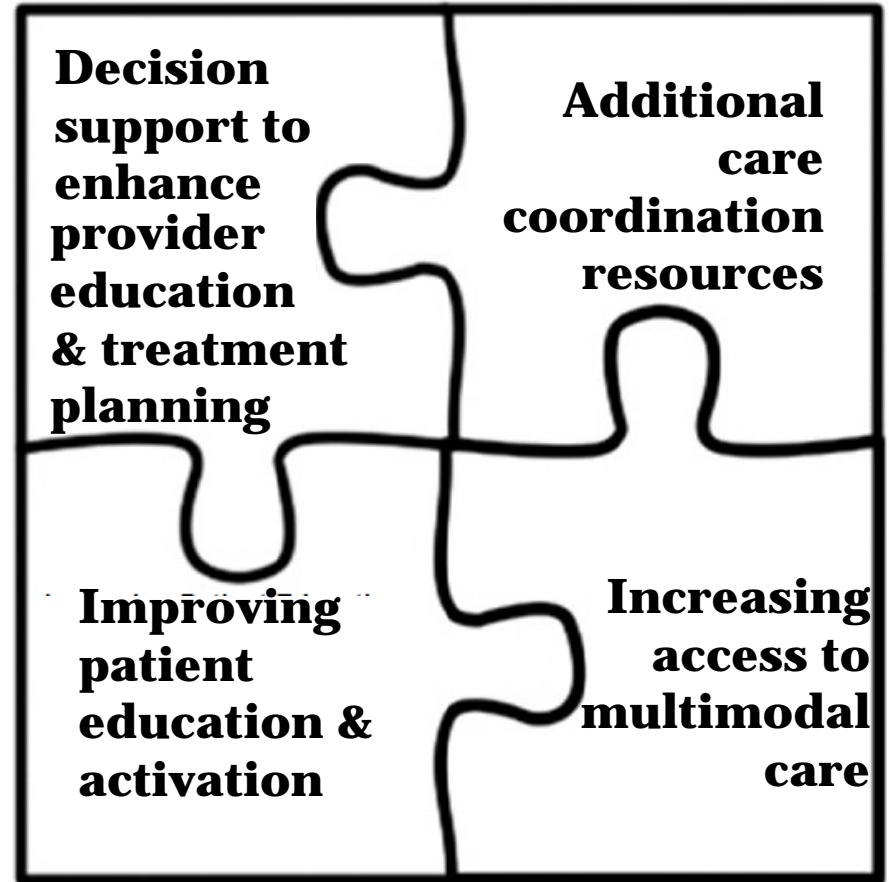 Decision
support to
enhance
provider
education
& treatment
planning
Additional
care
coordination
resources
Improving
patient
education &
activation
Increasing
access to
multimodal
care